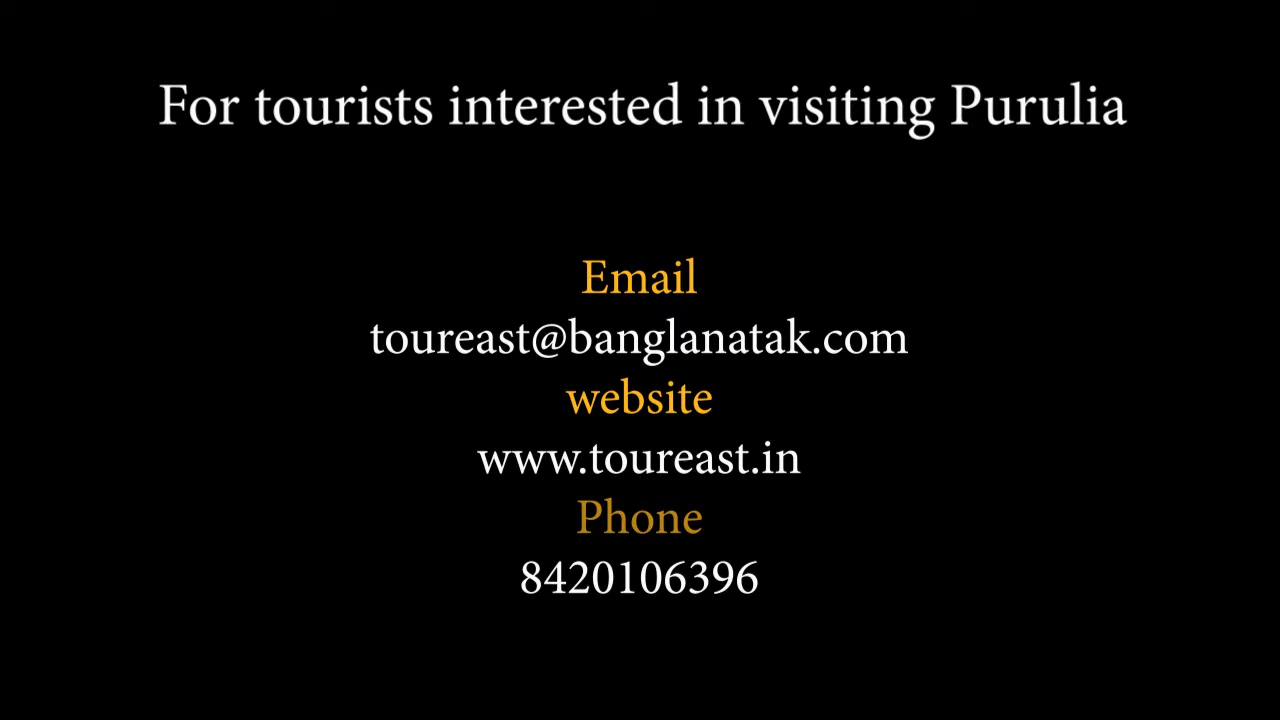 For tourists interested in visiting Purulia
Email
toureast@banglanatak.com
website
www.toureast.in
Phone
8420106396